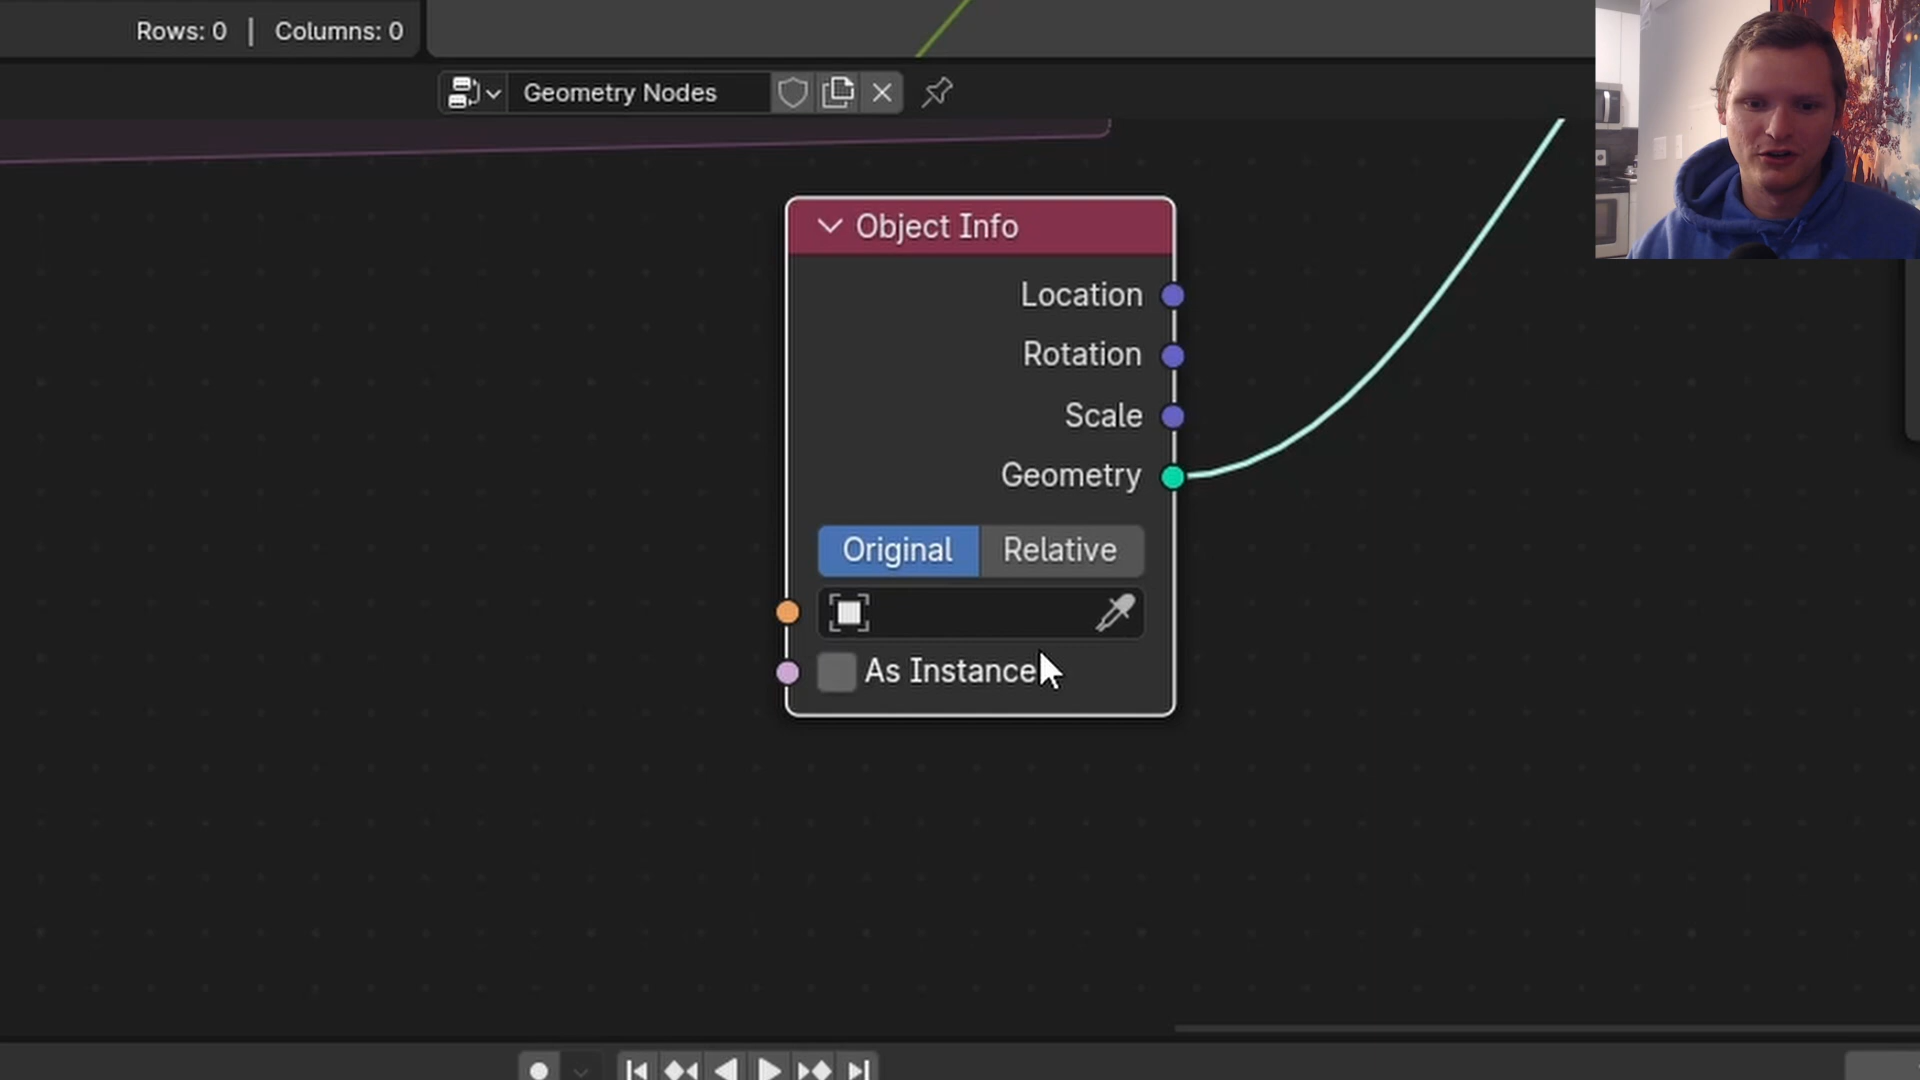 Rows: 0 | Columns: 0
Geometry Nodes
Object Info
Location
Rotation
Scale
Geometry
Original Relative
As Instance